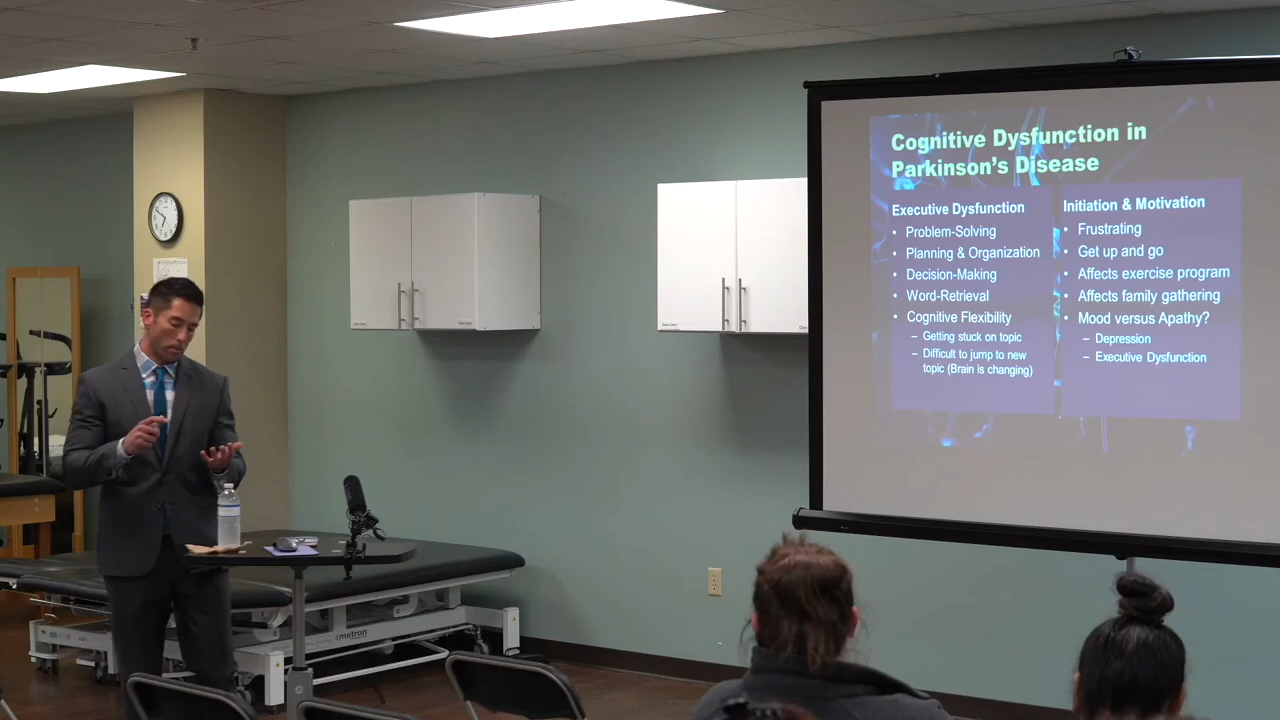 Cognitive Dysfunction in
Parkinson's Disease
Executive Dysfunction
• Problem-Solving
• Planning & Organization
• Decision-Making
• Word-Retrieval
• Cognitive Flexibility
– Getting stuck on topic
– Difficult to jump to new
topic (Brain is changing)
Initiation & Motivation
• Frustrating
• Get up and go
• Affects exercise program
• Affects family gathering
• Mood versus Apathy?
– Depression
– Executive Dysfunction
metron